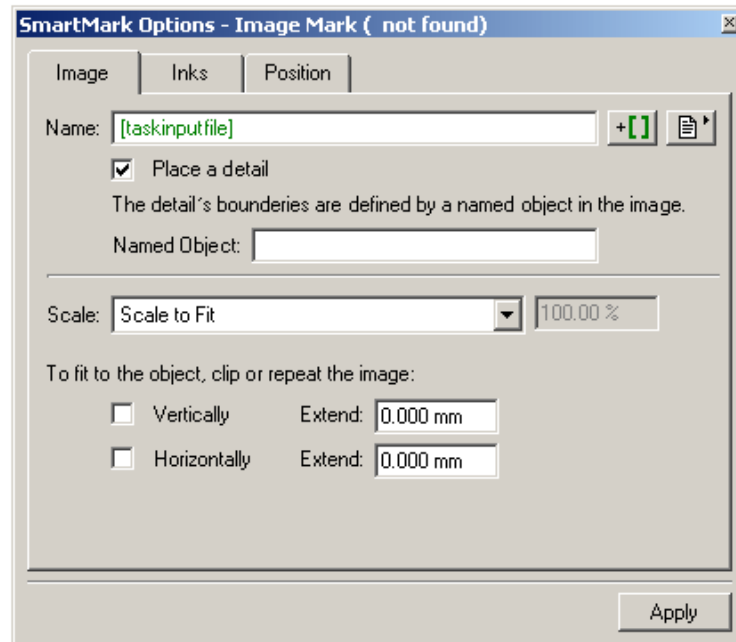 SmartMark Options - Image Mark ( not found)
Image Inks Position
Name: [taskinputfile] +[]
Place a detail
The detail´s bounderies are defined by a named object in the image.
Named Object:
Scale: Scale to Fit 100.00 %
To fit to the object, clip or repeat the image:
Vertically Extend: 0.000 mm
Horizontally Extend: 0.000 mm
Apply